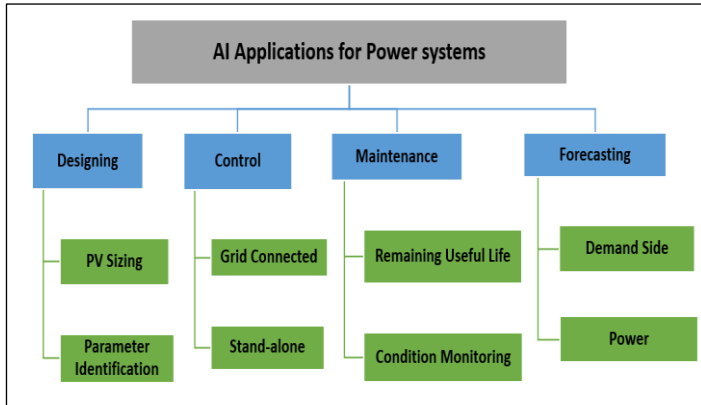 AI Applications for Power systems
Designing
Control
Maintenance
Forecasting
PV Sizing
Grid Connected
Remaining Useful Life
Demand Side
Parameter
Identification
Stand-alone
Condition Monitoring
Power